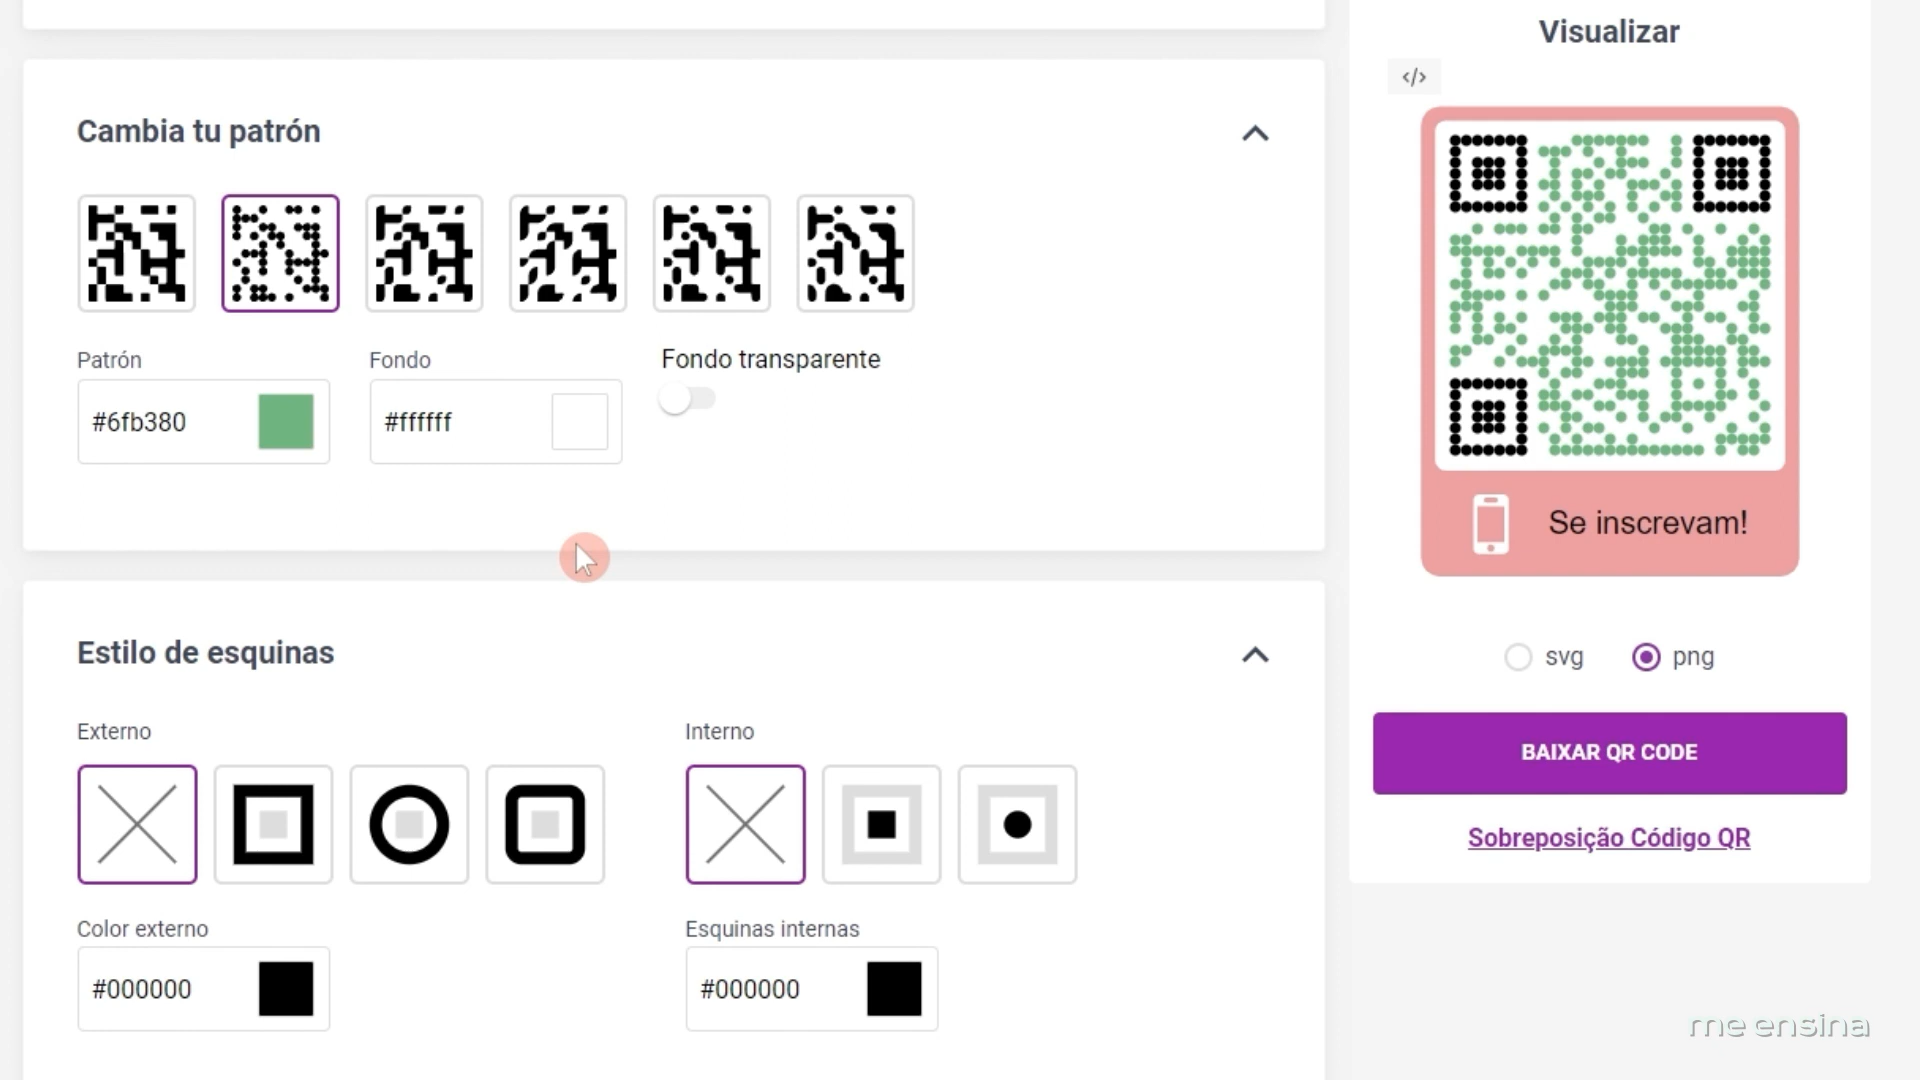 Visualizar
</>
Cambia tu patrón
Patrón
Fondo
Fondo transparente
#6fb380
#ffffff
Se inscrevam!
Estilo de esquinas
svg
png
Externo
Interno
BAIXAR QR CODE
Sobreposição Código QR
Color externo
Esquinas internas
#000000
#000000
me ensina